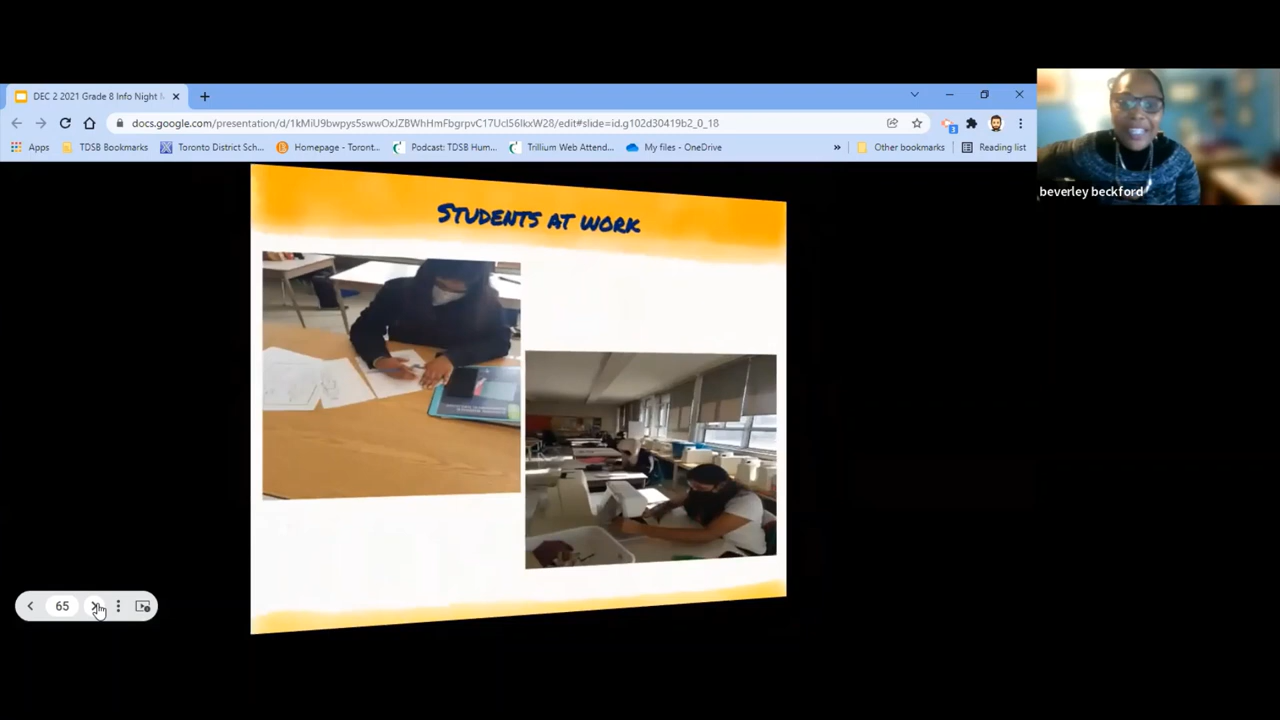 DEC 2 2021 Grade 8 Info Night
docs.google.com/presentation/d/1kMiU9bwpys5swwOxJZBWhHmFbgrpvC17UcI56IkxW28/edit#slide=id.g102d30419b2_0_18
3
Apps TDSB Bookmarks Toronto District Sch... Homepage - Toront... Podcast: TDSB Hum... Trillium Web Attend... My files - OneDrive » Other bookmarks Reading list
beverley beckford
STUDENTS AT WORK
65